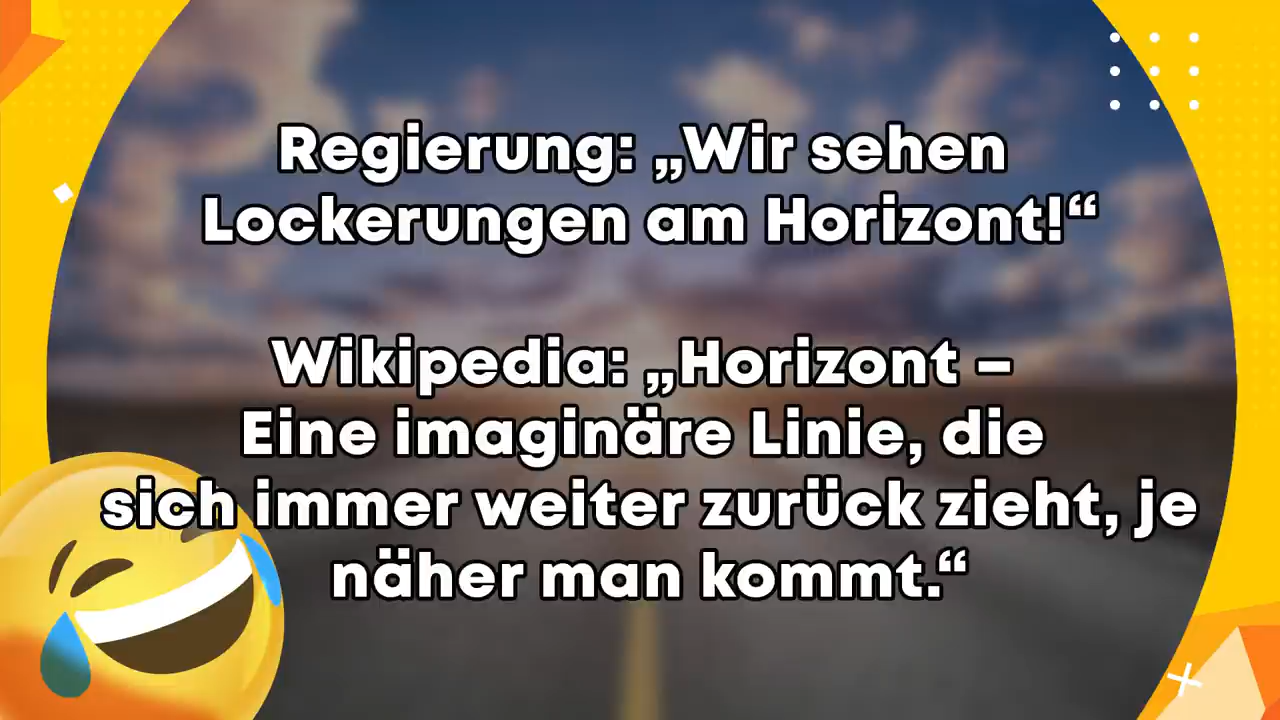 Regierung: „Wir sehen
Lockerungen am Horizont!“
Wikipedia: „Horizont –
Eine imaginäre Linie, die
sich immer weiter zurück zieht, je
näher man kommt.“